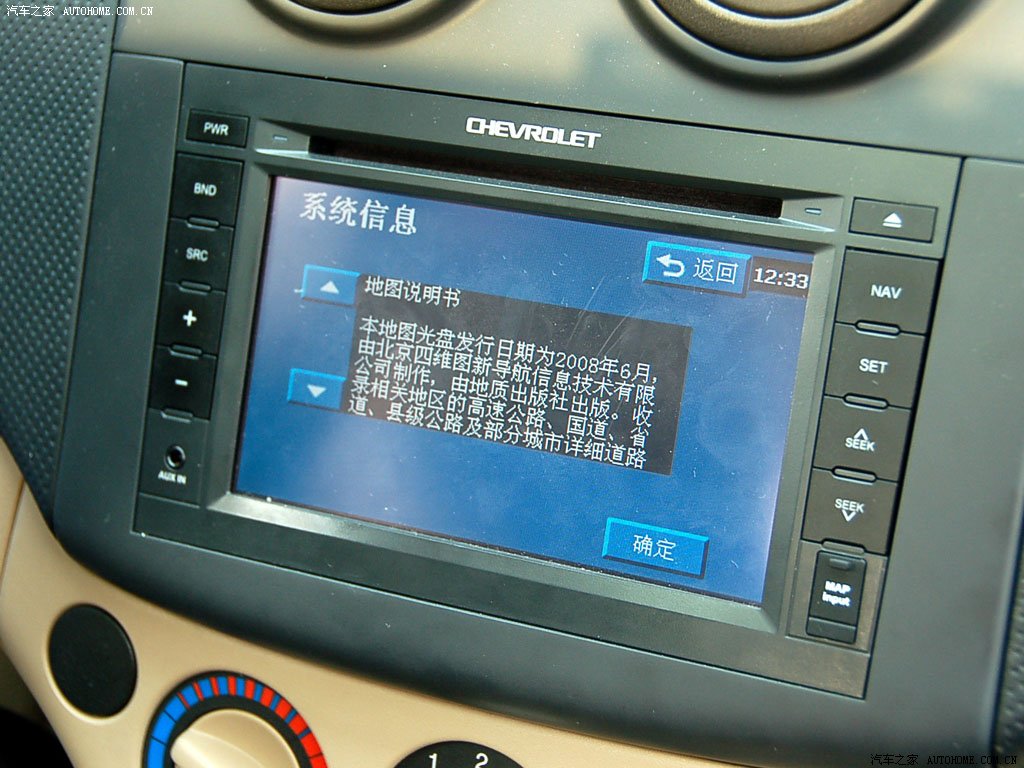 汽车之家 AUTOHOME.COM.CN
CHEVROLET
PWR
BND
SRC
+
-
AUX IN
系统信息
返回
12:33
地图说明书
本地图光盘发行日期为2008年6月,
由北京四维图新导航信息技术有限
公司制作，由地质出版社出版。收
录相关地区的高速公路、国道、省
道、县级公路及部分城市详细道路
确定
NAV
SET
SEEK
SEEK
MAP
Input
1 2
汽车之家 AUTOHOME.COM.CN